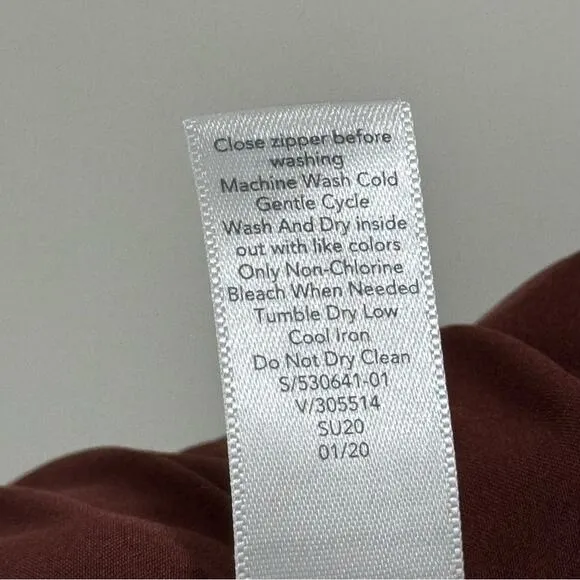 Close zipper before
washing
Machine Wash Cold
Gentle Cycle
Wash And Dry inside
out with like colors
Only Non-Chlorine
Bleach When Needed
Tumble Dry Low
Cool Iron
Do Not Dry Clean
S/530641-01
V/305514
SU20
01/20